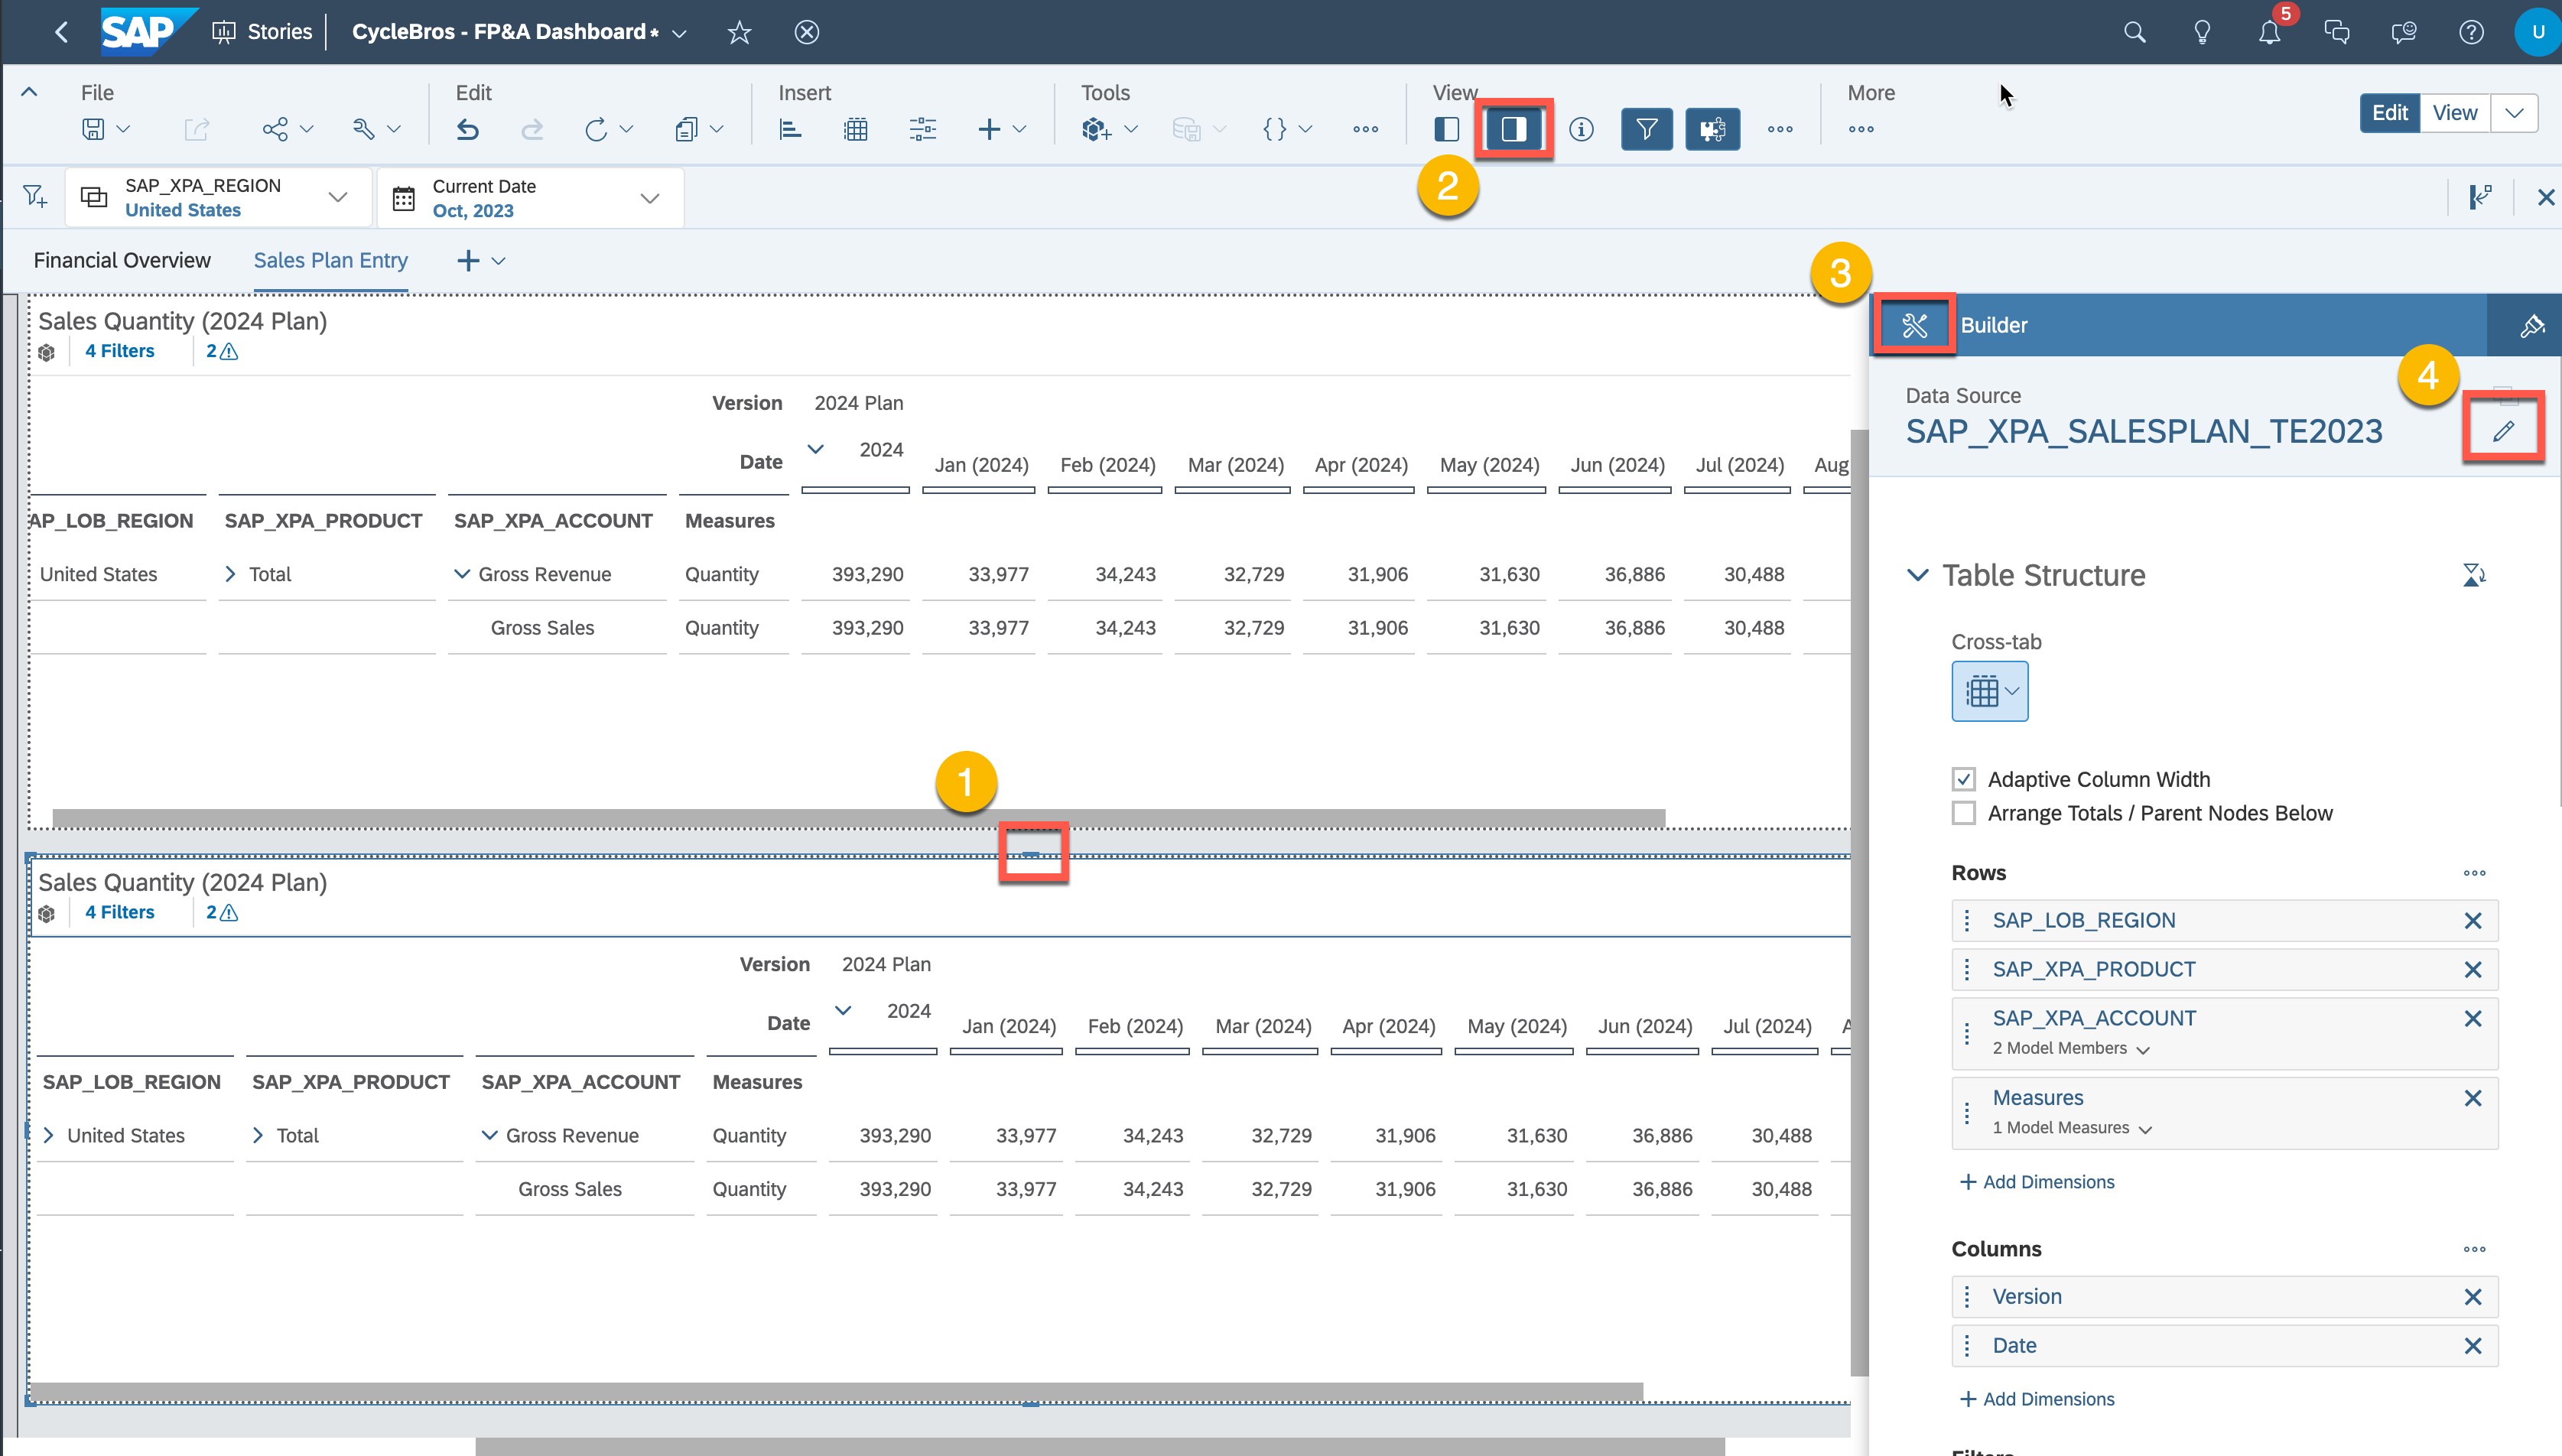 SAP Stories CycleBros - FP&A Dashboard* 5 U
File Edit Insert Tools View More
Edit View
2
SAP_XPA_REGION
United States
Current Date
Oct, 2023
Financial Overview Sales Plan Entry
3
Sales Quantity (2024 Plan)
4 Filters 2
Version 2024 Plan
Date 2024 Jan (2024) Feb (2024) Mar (2024) Apr (2024) May (2024) Jun (2024) Jul (2024) Aug
AP_LOB_REGION SAP_XPA_PRODUCT SAP_XPA_ACCOUNT Measures
United States Total Gross Revenue Quantity 393,290 33,977 34,243 32,729 31,906 31,630 36,886 30,488
Gross Sales Quantity 393,290 33,977 34,243 32,729 31,906 31,630 36,886 30,488
1
Sales Quantity (2024 Plan)
4 Filters 2
Version 2024 Plan
Date 2024 Jan (2024) Feb (2024) Mar (2024) Apr (2024) May (2024) Jun (2024) Jul (2024) A
SAP_LOB_REGION SAP_XPA_PRODUCT SAP_XPA_ACCOUNT Measures
United States Total Gross Revenue Quantity 393,290 33,977 34,243 32,729 31,906 31,630 36,886 30,488
Gross Sales Quantity 393,290 33,977 34,243 32,729 31,906 31,630 36,886 30,488
Builder
4
Data Source
SAP_XPA_SALESPLAN_TE2023
Table Structure
Cross-tab
Adaptive Column Width
Arrange Totals / Parent Nodes Below
Rows
SAP_LOB_REGION
SAP_XPA_PRODUCT
SAP_XPA_ACCOUNT
2 Model Members
Measures
1 Model Measures
+ Add Dimensions
Columns
Version
Date
+ Add Dimensions
Filters